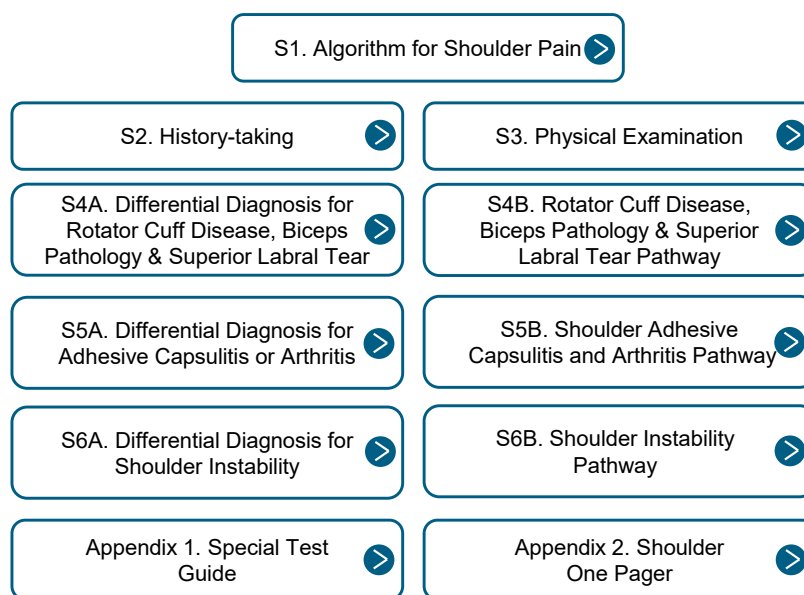 S1. Algorithm for Shoulder Pain
S2. History-taking
S3. Physical Examination
S4A. Differential Diagnosis for
Rotator Cuff Disease, Biceps
Pathology & Superior Labral Tear
S4B. Rotator Cuff Disease,
Biceps Pathology & Superior
Labral Tear Pathway
S5A. Differential Diagnosis for
Adhesive Capsulitis or Arthritis
S5B. Shoulder Adhesive
Capsulitis and Arthritis Pathway
S6A. Differential Diagnosis for
Shoulder Instability
S6B. Shoulder Instability
Pathway
Appendix 1. Special Test
Guide
Appendix 2. Shoulder
One Pager